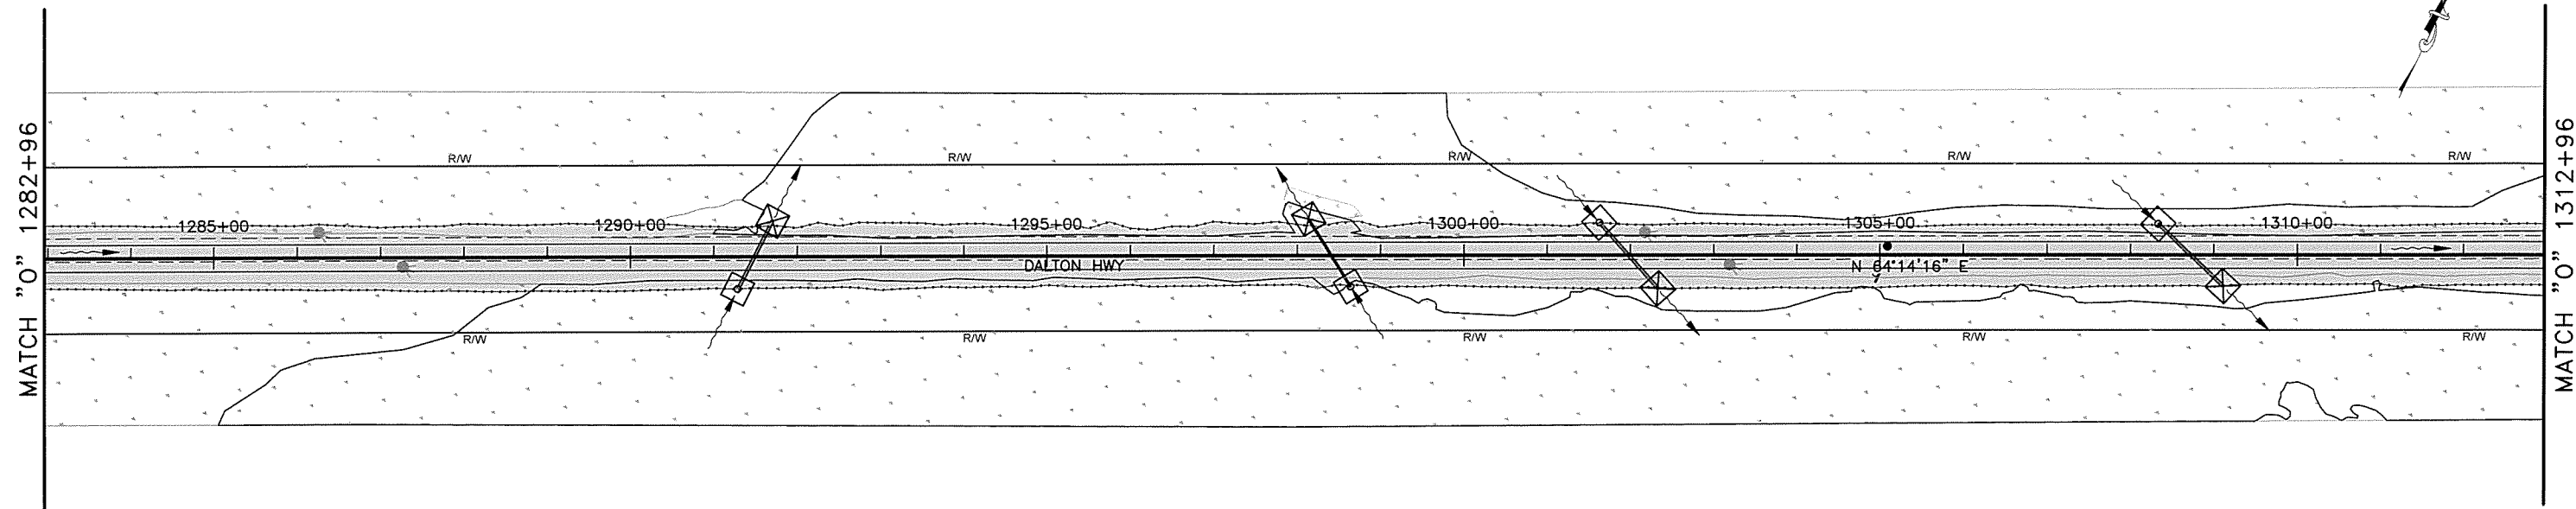 MATCH "O" 1282+96
R/W R/W R/W R/W R/W
1285+00 1290+00 1295+00 1300+00 1305+00 1310+00
DALTON HWY N 64°14'16" E
R/W R/W R/W R/W R/W
MATCH "O" 1312+96